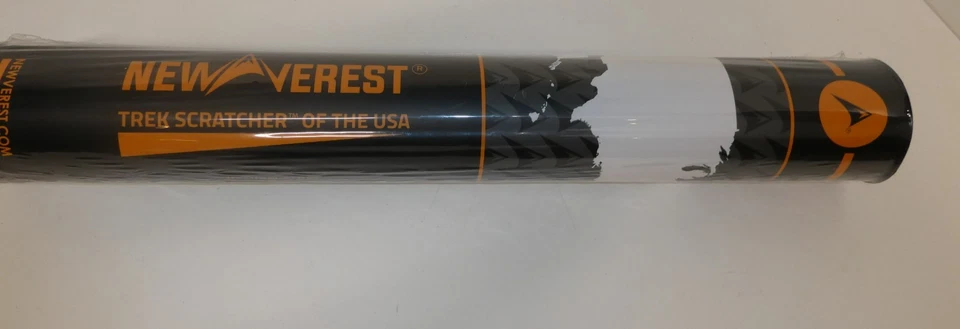 NEWVEREST®
TREK SCRATCHER™ OF THE USA
NEWVEREST.COM